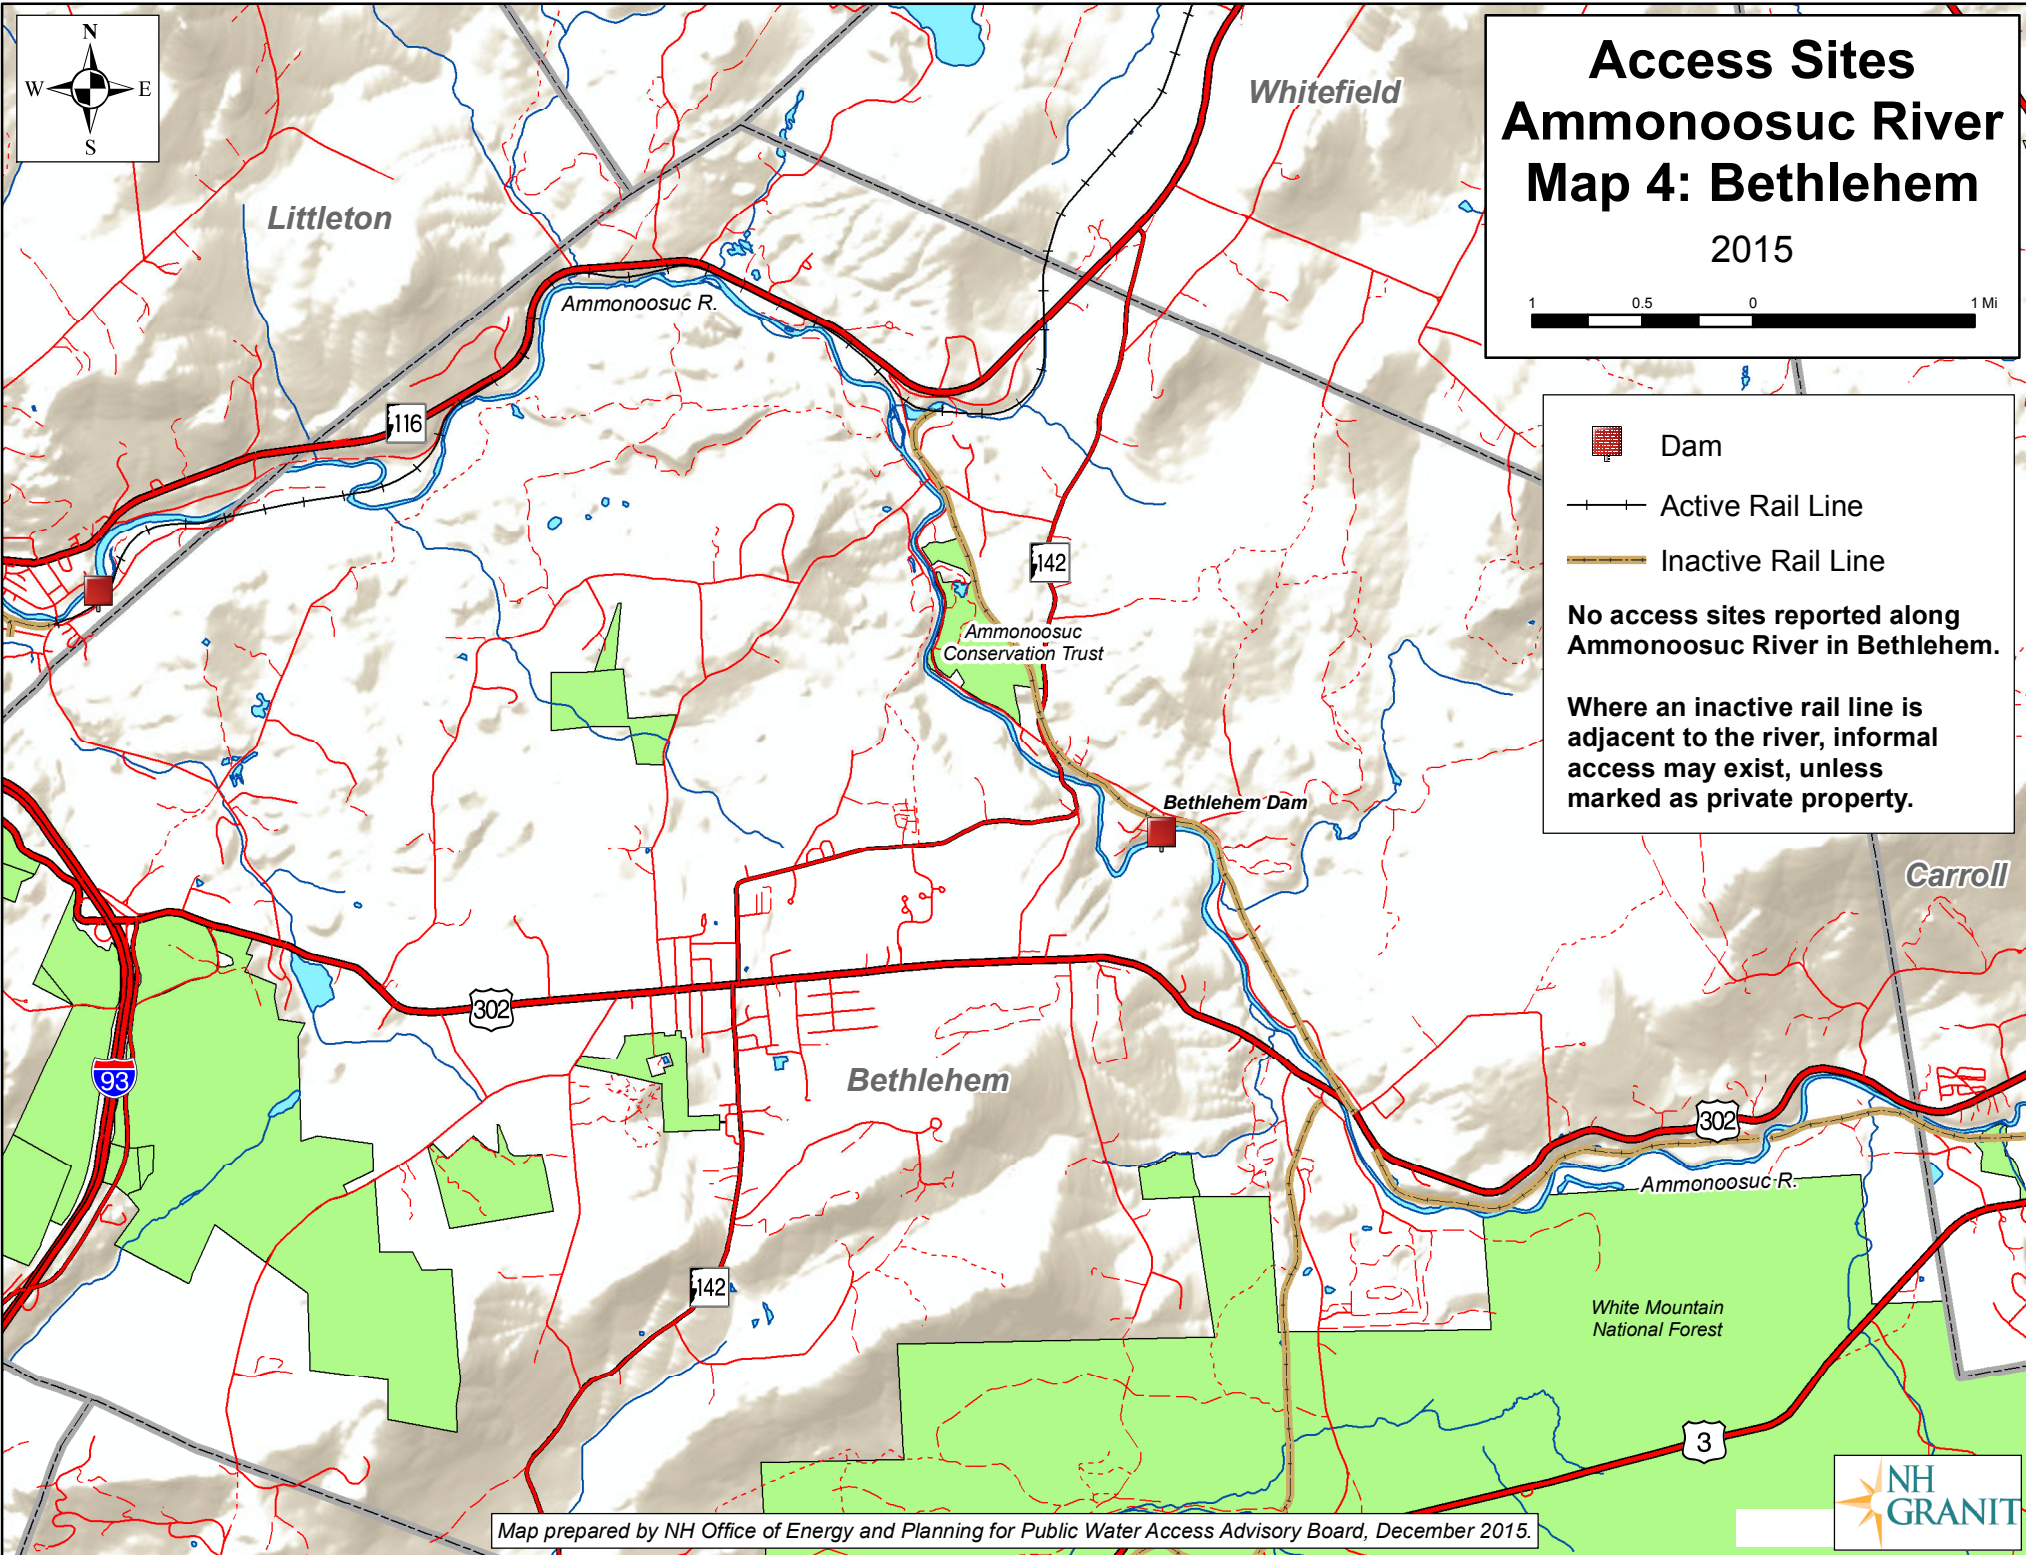 N
W E
S
Access Sites
Ammonoosuc River
Map 4: Bethlehem
2015
1 0.5 0 1 Mi
Whitefield
Littleton
Ammonoosuc R.
116
Dam
Active Rail Line
Inactive Rail Line
No access sites reported along
Ammonoosuc River in Bethlehem.
Where an inactive rail line is
adjacent to the river, informal
access may exist, unless
marked as private property.
142
Ammonoosuc
Conservation Trust
Bethlehem Dam
Carroll
302
93
Bethlehem
302
Ammonoosuc R.
142
White Mountain
National Forest
3
NH
GRANIT
Map prepared by NH Office of Energy and Planning for Public Water Access Advisory Board, December 2015.